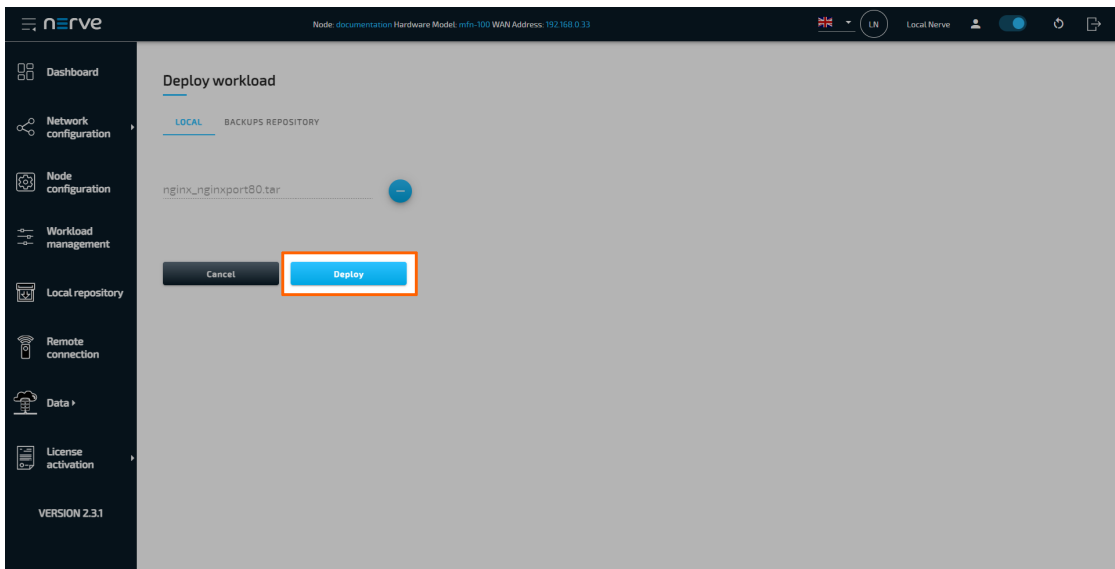 nerve
Node: documentation Hardware Model: mfn-100 WAN Address: 192.168.0.33
LN
Local Nerve
Dashboard
Network
configuration
Node
configuration
Workload
management
Local repository
Remote
connection
Data
License
activation
VERSION 2.3.1
Deploy workload
LOCAL BACKUPS REPOSITORY
nginx_nginxport80.tar
Cancel Deploy